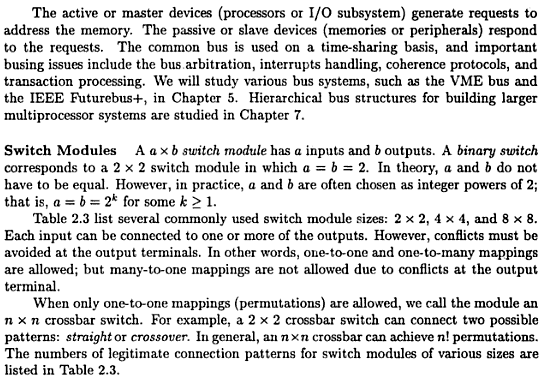 The active or master devices (processors or I/O subsystem) generate requests to
address the memory. The passive or slave devices (memories or peripherals) respond
to the requests. The common bus is used on a time-sharing basis, and important
busing issues include the bus arbitration, interrupts handling, coherence protocols, and
transaction processing. We will study various bus systems, such as the VME bus and
the IEEE Futurebus+, in Chapter 5. Hierarchical bus structures for building larger
multiprocessor systems are studied in Chapter 7.
Switch Modules A a × b switch module has a inputs and b outputs. A binary switch
corresponds to a 2 × 2 switch module in which a = b = 2. In theory, a and b do not
have to be equal. However, in practice, a and b are often chosen as integer powers of 2;
that is, a = b = 2^k for some k ≥ 1.
Table 2.3 list several commonly used switch module sizes: 2 × 2, 4 × 4, and 8 × 8.
Each input can be connected to one or more of the outputs. However, conflicts must be
avoided at the output terminals. In other words, one-to-one and one-to-many mappings
are allowed; but many-to-one mappings are not allowed due to conflicts at the output
terminal.
When only one-to-one mappings (permutations) are allowed, we call the module an
n × n crossbar switch. For example, a 2 × 2 crossbar switch can connect two possible
patterns: straight or crossover. In general, an n×n crossbar can achieve n! permutations.
The numbers of legitimate connection patterns for switch modules of various sizes are
listed in Table 2.3.